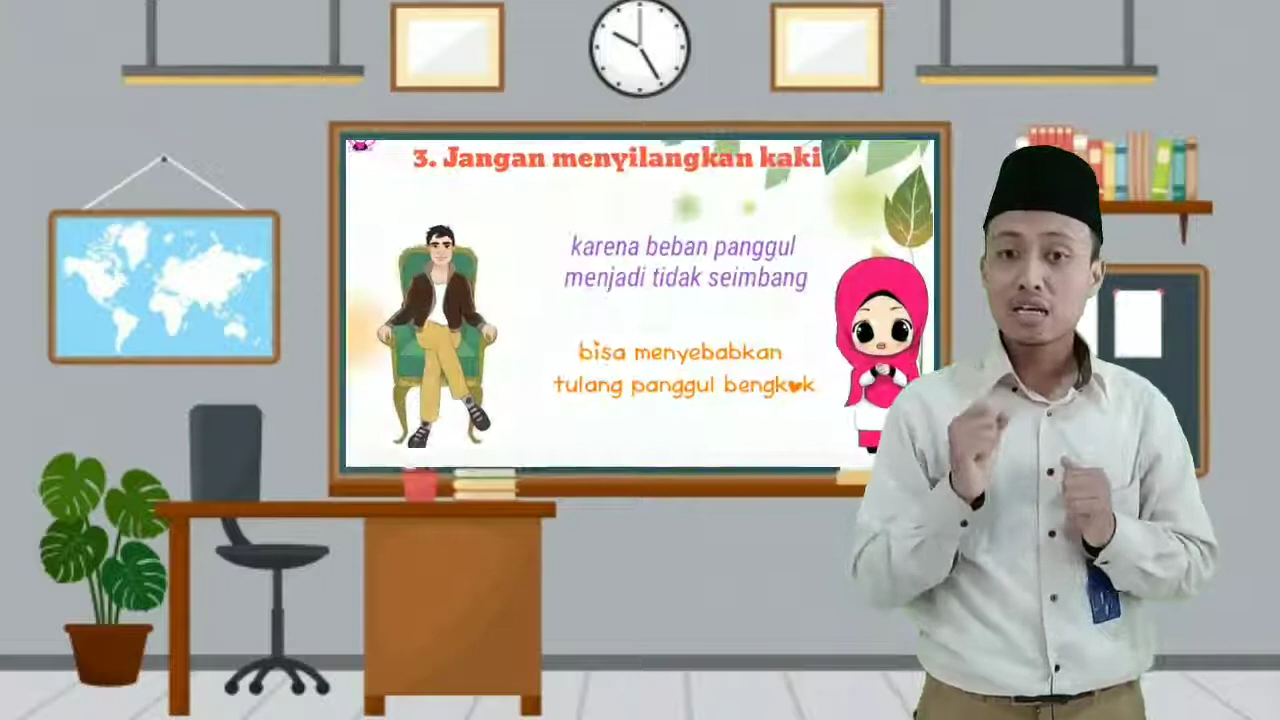 3. Jangan menyilangkan kaki
karena beban panggul
menjadi tidak seimbang
bisa menyebabkan
tulang panggul bengkok